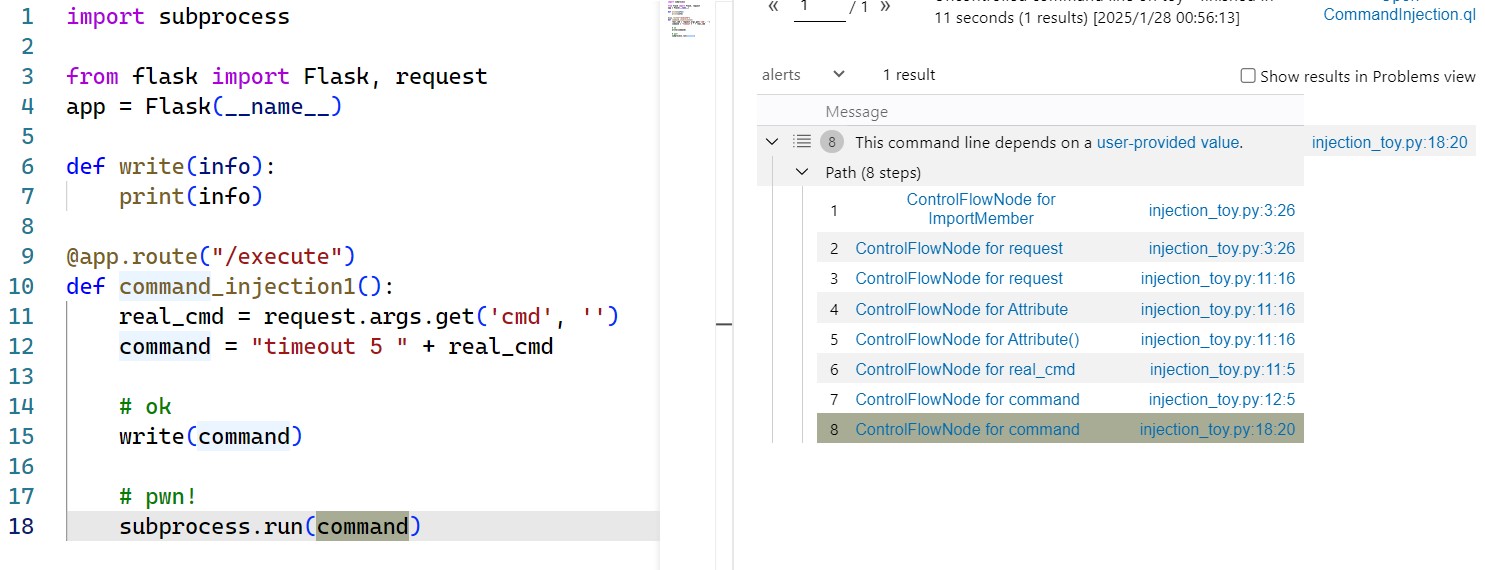 1 import subprocess
2
3 from flask import Flask, request
4 app = Flask(__name__)
5
6 def write(info):
7 print(info)
8
9 @app.route("/execute")
10 def command_injection1():
11 real_cmd = request.args.get('cmd', '')
12 command = "timeout 5 " + real_cmd
13
14 # ok
15 write(command)
16
17 # pwn!
18 subprocess.run(command)
« 1 / 1 »
11 seconds (1 results) [2025/1/28 00:56:13]
CommandInjection.ql
alerts 1 result Show results in Problems view
Message
8 This command line depends on a user-provided value. injection_toy.py:18:20
Path (8 steps)
1 ControlFlowNode for ImportMember injection_toy.py:3:26
2 ControlFlowNode for request injection_toy.py:3:26
3 ControlFlowNode for request injection_toy.py:11:16
4 ControlFlowNode for Attribute injection_toy.py:11:16
5 ControlFlowNode for Attribute() injection_toy.py:11:16
6 ControlFlowNode for real_cmd injection_toy.py:11:5
7 ControlFlowNode for command injection_toy.py:12:5
8 ControlFlowNode for command injection_toy.py:18:20